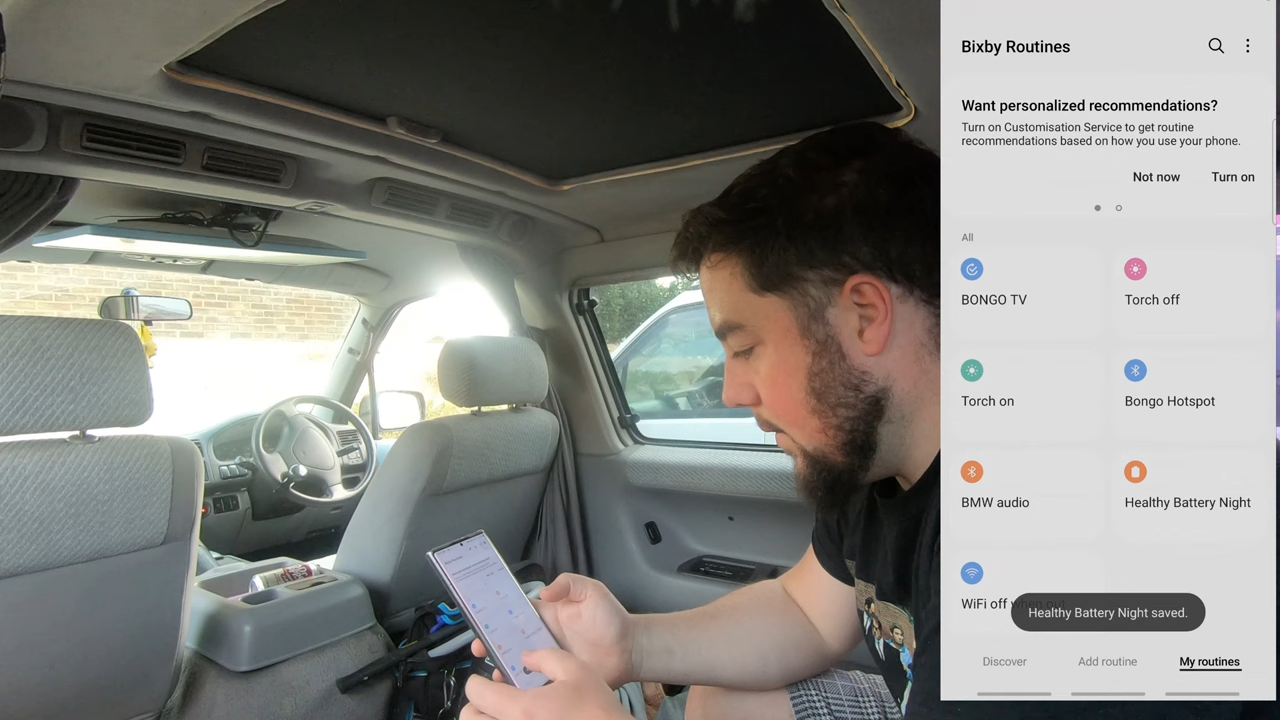 Bixby Routines
Want personalized recommendations?
Turn on Customisation Service to get routine
recommendations based on how you use your phone.
Not now Turn on
All
BONGO TV Torch off
Torch on Bongo Hotspot
BMW audio Healthy Battery Night
WiFi off when out
Healthy Battery Night saved.
Discover Add routine My routines